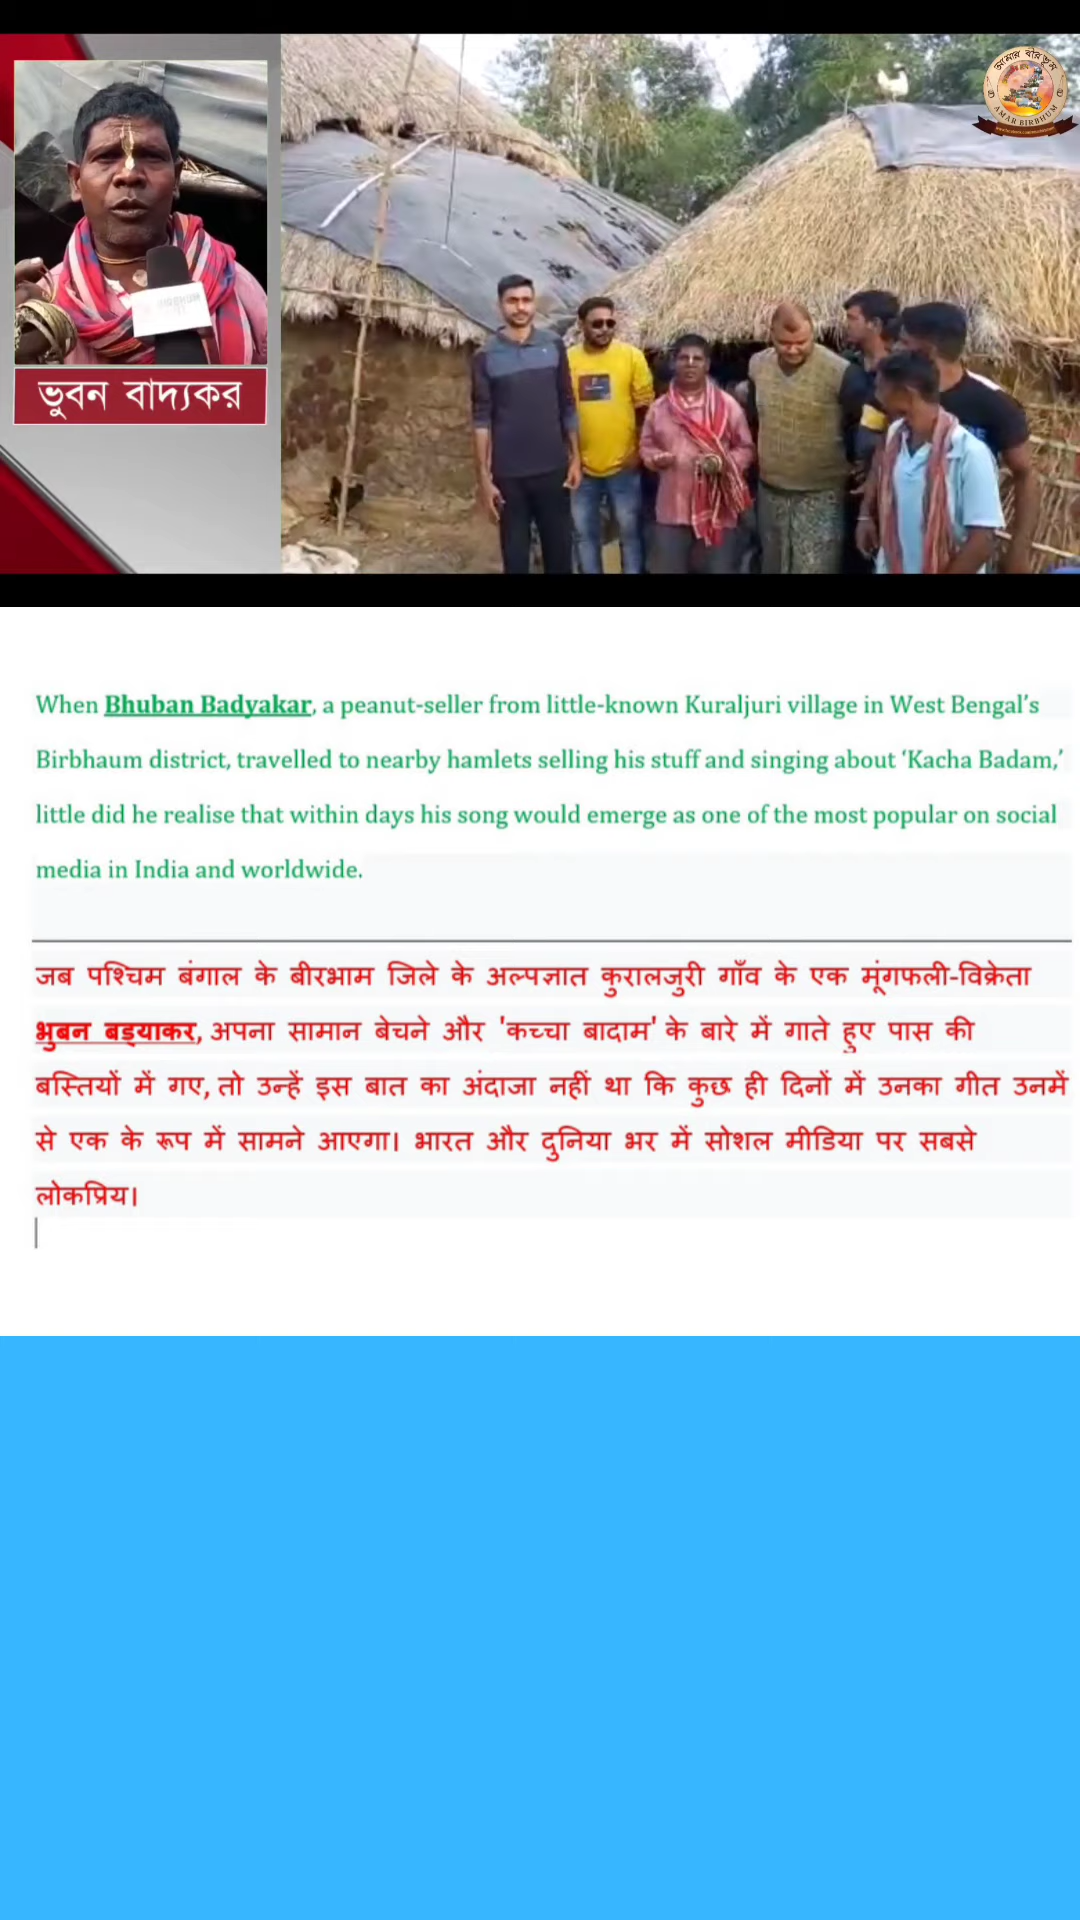 আমার বীরভূম
AMAR BIRBHUM
ভুবন বাদ্যকর
When Bhuban Badyakar, a peanut-seller from little-known Kuraljuri village in West Bengal’s
Birbhaum district, travelled to nearby hamlets selling his stuff and singing about ‘Kacha Badam,’
little did he realise that within days his song would emerge as one of the most popular on social
media in India and worldwide.
जब पश्चिम बंगाल के बीरभाम जिले के अल्पज्ञात कुरालजुरी गाँव के एक मूंगफली-विक्रेता
भुबन बड्याकर, अपना सामान बेचने और 'कच्चा बादाम' के बारे में गाते हुए पास की
बस्तियों में गए, तो उन्हें इस बात का अंदाजा नहीं था कि कुछ ही दिनों में उनका गीत उनमें
से एक के रूप में सामने आएगा। भारत और दुनिया भर में सोशल मीडिया पर सबसे
लोकप्रिय।